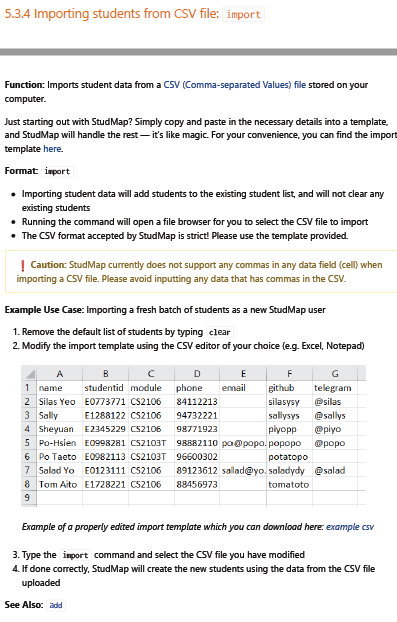 5.3.4 Importing students from CSV file: import
Function: Imports student data from a CSV (Comma-separated Values) file stored on your
computer.
Just starting out with StudMap? Simply copy and paste in the necessary details into a template,
and StudMap will handle the rest — it's like magic. For your convenience, you can find the import
template here.
Format: import
• Importing student data will add students to the existing student list, and will not clear any
existing students
• Running the command will open a file browser for you to select the CSV file to import
• The CSV format accepted by StudMap is strict! Please use the template provided.
❗ Caution: StudMap currently does not support any commas in any data field (cell) when
importing a CSV file. Please avoid inputting any data that has commas in the CSV.
Example Use Case: Importing a fresh batch of students as a new StudMap user
1. Remove the default list of students by typing clear
2. Modify the import template using the CSV editor of your choice (e.g. Excel, Notepad)
A B C D E F G
1 name studentid module phone email github telegram
2 Silas Yeo E0773771 CS2106 84112213 silasysy @silas
3 Sally E1288122 CS2106 94732221 sallysys @sallys
4 Sheyuan E2345229 CS2106 98771923 piyopp @piyo
5 Po-Hsien E0998281 CS2103T 98882110 po@popo. popopo @popo
6 Po Taeto E0982113 CS2103T 96600302 potatopo
7 Salad Yo E0123111 CS2106 89123612 salad@yo. saladydy @salad
8 Tom Aito E1728221 CS2106 88456973 tomatoto
9
Example of a properly edited import template which you can download here: example csv
3. Type the import command and select the CSV file you have modified
4. If done correctly, StudMap will create the new students using the data from the CSV file
uploaded
See Also: add